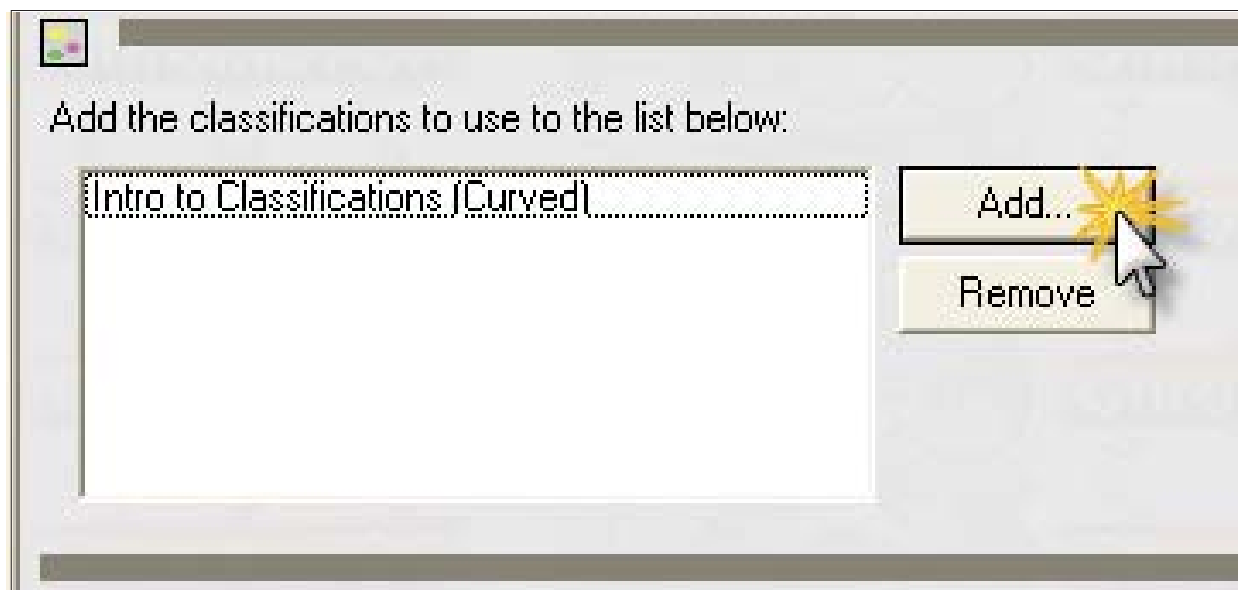 Add the classifications to use to the list below:
Intro to Classifications (Curved)
Add...
Remove